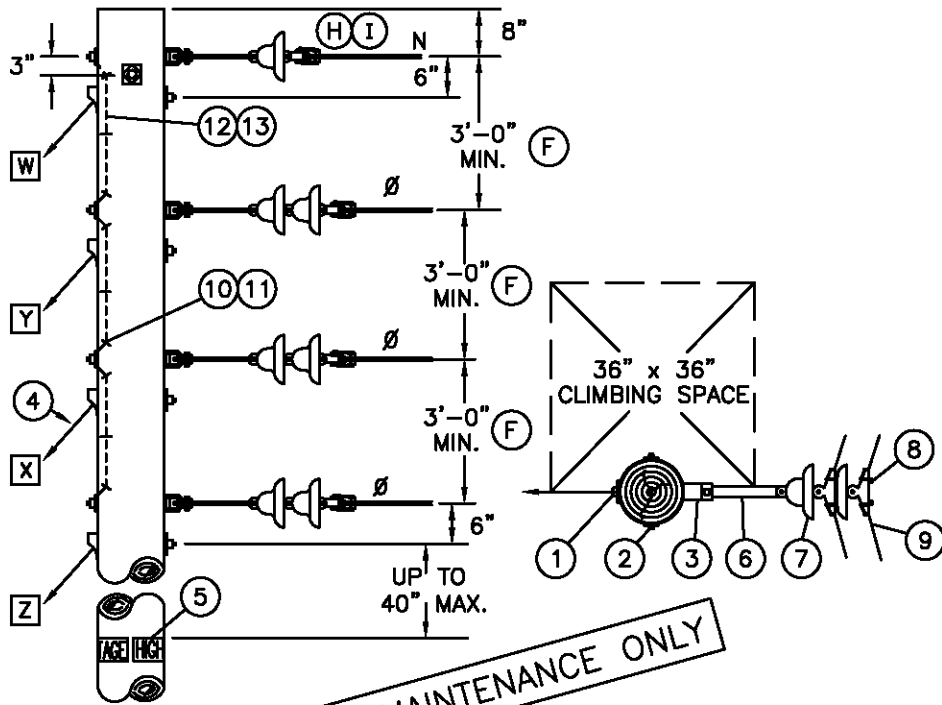 H I
N
8"
3"
6"
12 13
3'-0"
MIN.
F
W
Ø
Y
3'-0"
MIN.
F
10 11
Ø
36" x 36"
CLIMBING SPACE
4
3'-0"
MIN.
F
X
8
Ø
6"
1
2
3
6
7
9
Z
UP TO
40" MAX.
5
TAGE HIGH
MAINTENANCE ONLY